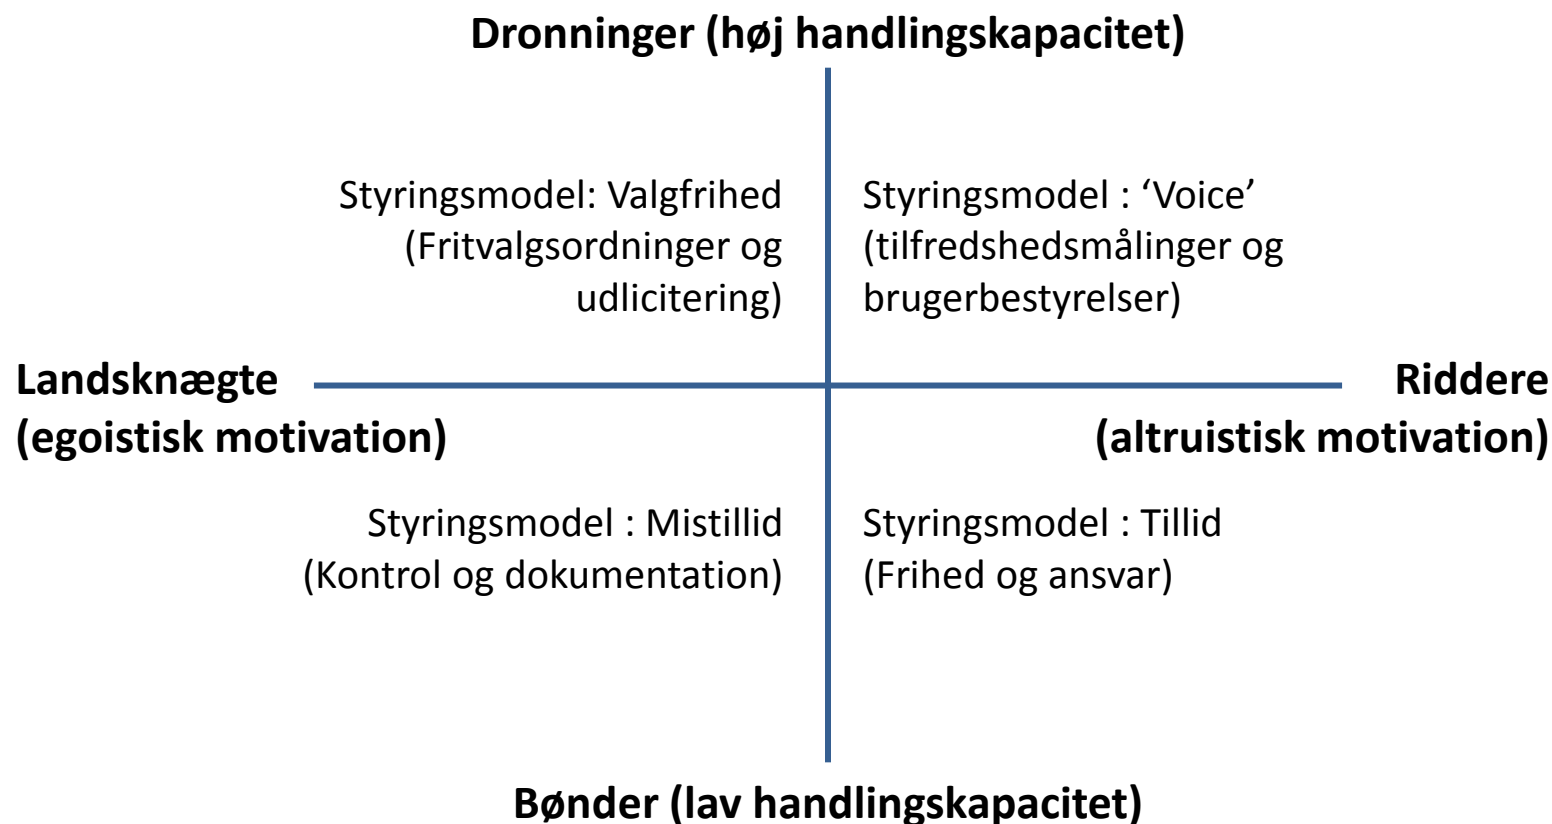 Dronninger (høj handlingskapacitet)
Styringsmodel: Valgfrihed
(Fritvalgsordninger og
udlicitering)
Styringsmodel : ‘Voice’
(tilfredshedsmålinger og
brugerbestyrelser)
Landsknægte
(egoistisk motivation)
Riddere
(altruistisk motivation)
Styringsmodel : Mistillid
(Kontrol og dokumentation)
Styringsmodel : Tillid
(Frihed og ansvar)
Bønder (lav handlingskapacitet)